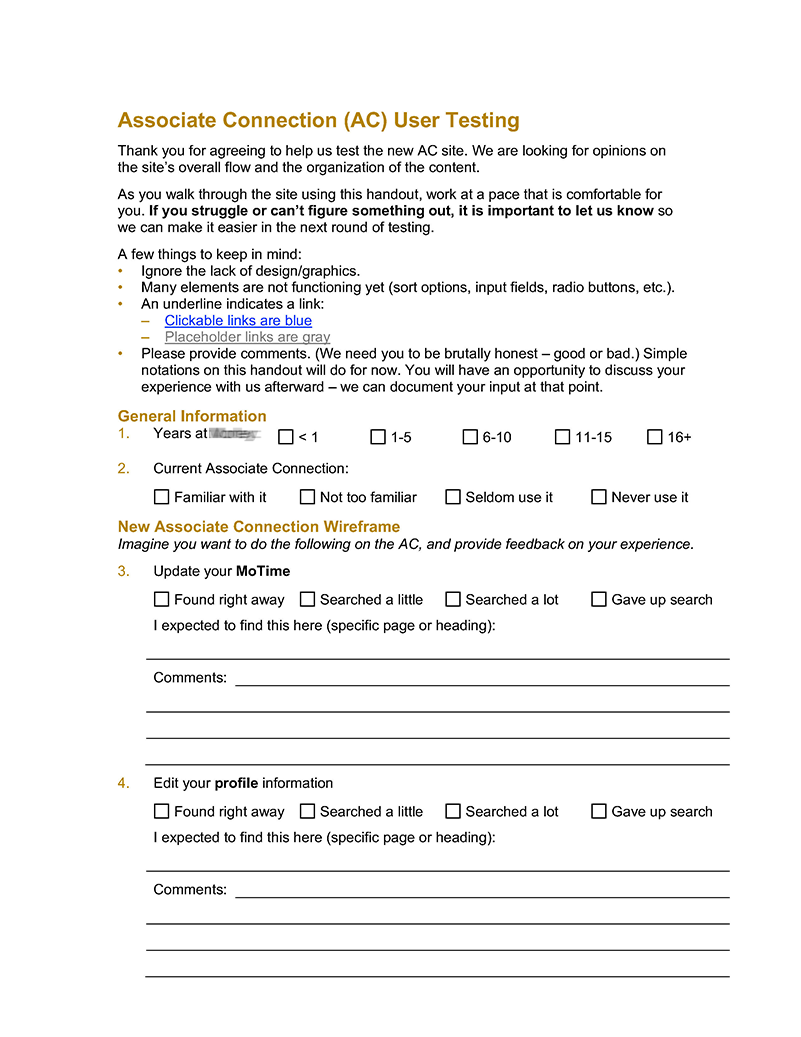 Associate Connection (AC) User Testing
Thank you for agreeing to help us test the new AC site. We are looking for opinions on
the site's overall flow and the organization of the content.
As you walk through the site using this handout, work at a pace that is comfortable for
you. If you struggle or can't figure something out, it is important to let us know so
we can make it easier in the next round of testing.
A few things to keep in mind:
• Ignore the lack of design/graphics.
• Many elements are not functioning yet (sort options, input fields, radio buttons, etc.).
• An underline indicates a link:
– Clickable links are blue
– Placeholder links are gray
• Please provide comments. (We need you to be brutally honest – good or bad.) Simple
notations on this handout will do for now. You will have an opportunity to discuss your
experience with us afterward – we can document your input at that point.
General Information
1. Years at < 1 1-5 6-10 11-15 16+
2. Current Associate Connection:
Familiar with it Not too familiar Seldom use it Never use it
New Associate Connection Wireframe
Imagine you want to do the following on the AC, and provide feedback on your experience.
3. Update your MoTime
Found right away Searched a little Searched a lot Gave up search
I expected to find this here (specific page or heading):
Comments:
4. Edit your profile information
Found right away Searched a little Searched a lot Gave up search
I expected to find this here (specific page or heading):
Comments: